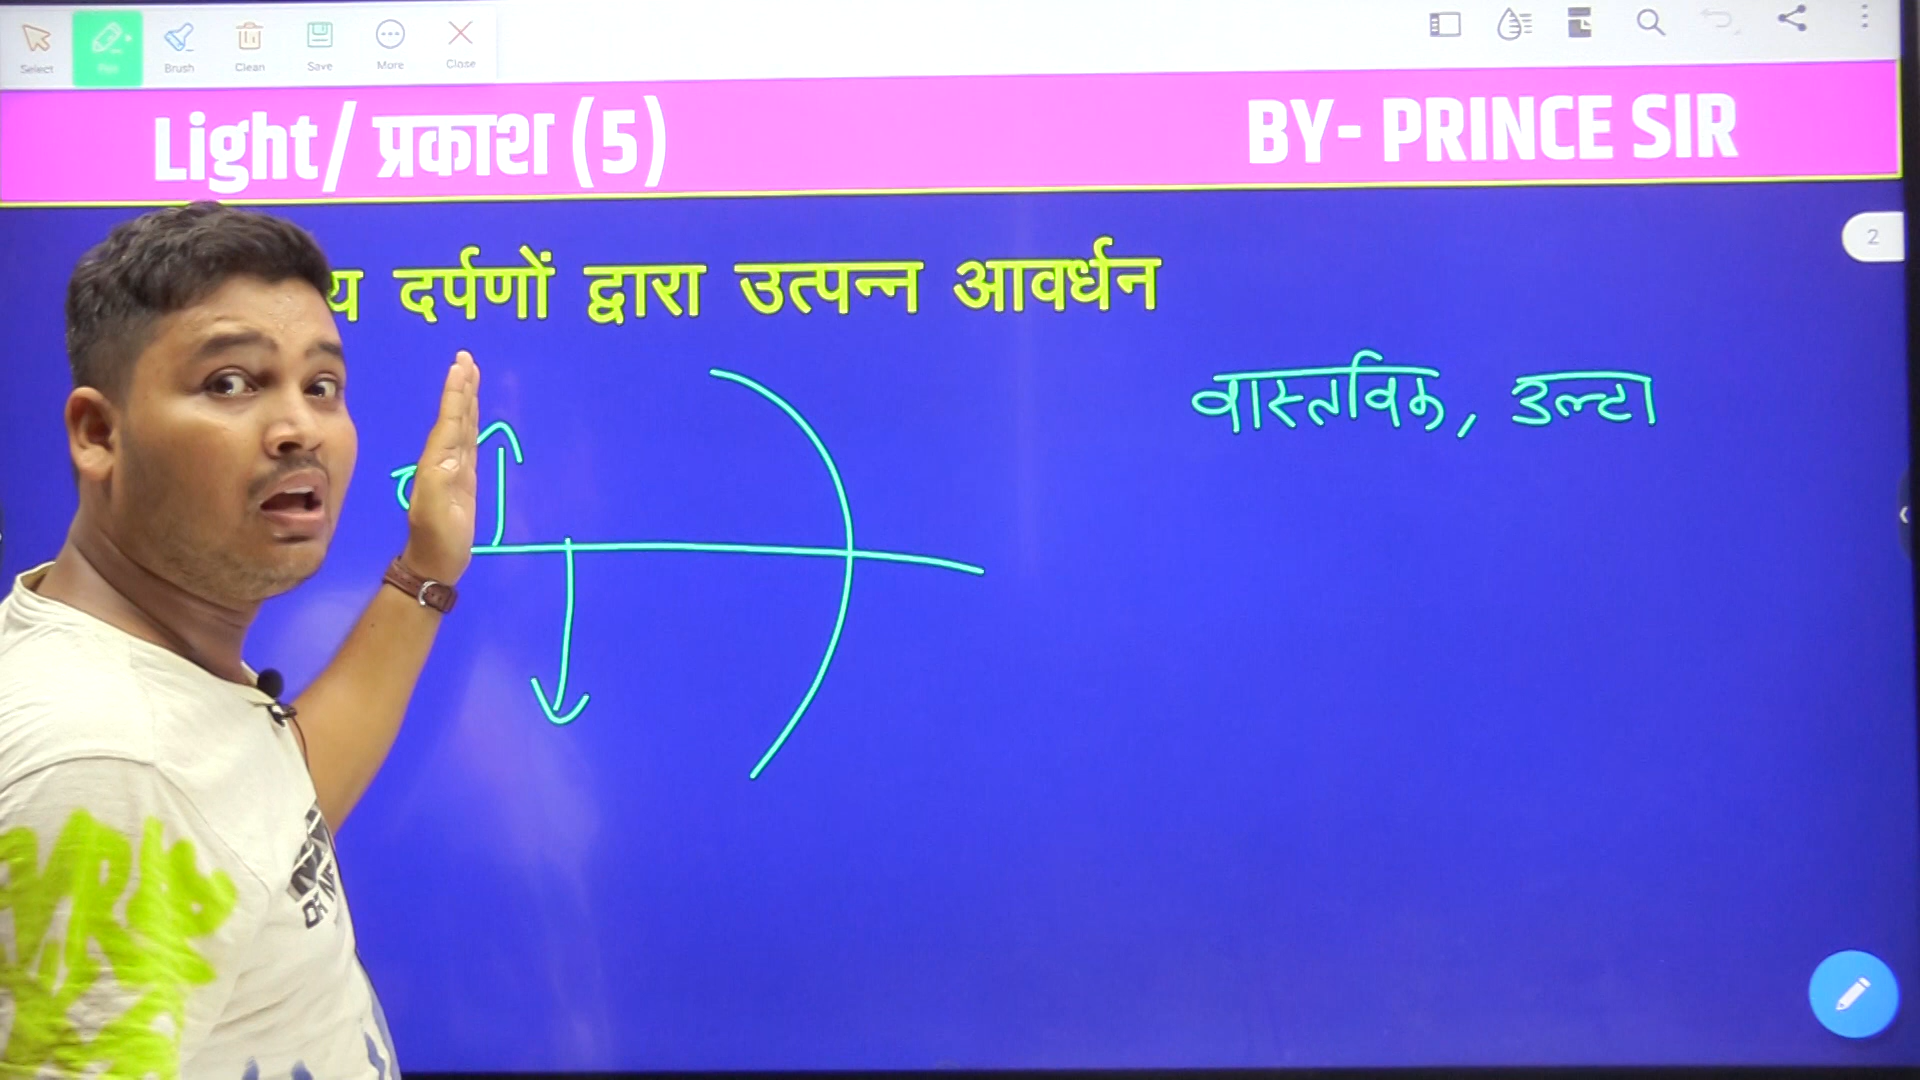 Select
Pen
Brush
Clean
Save
More
Close
Light/ प्रकाश (5)
BY- PRINCE SIR
2
य दर्पणों द्वारा उत्पन्न आवर्धन
वास्तविक, उल्टा